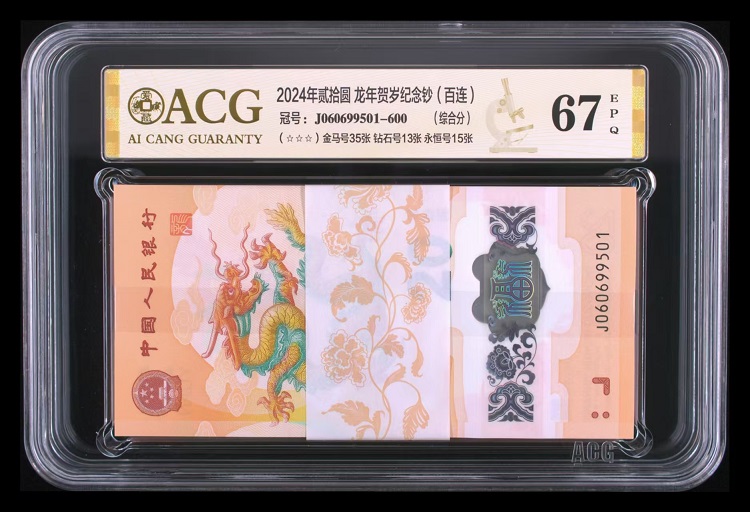 ACG
AI CANG GUARANTY
2024年贰拾圆 龙年贺岁纪念钞(百连)
冠号: J060699501-600 (综合分)
(☆☆☆)金马号35张 钻石号13张 永恒号15张
67
EPQ
中国人民银行
J060699501
ACG